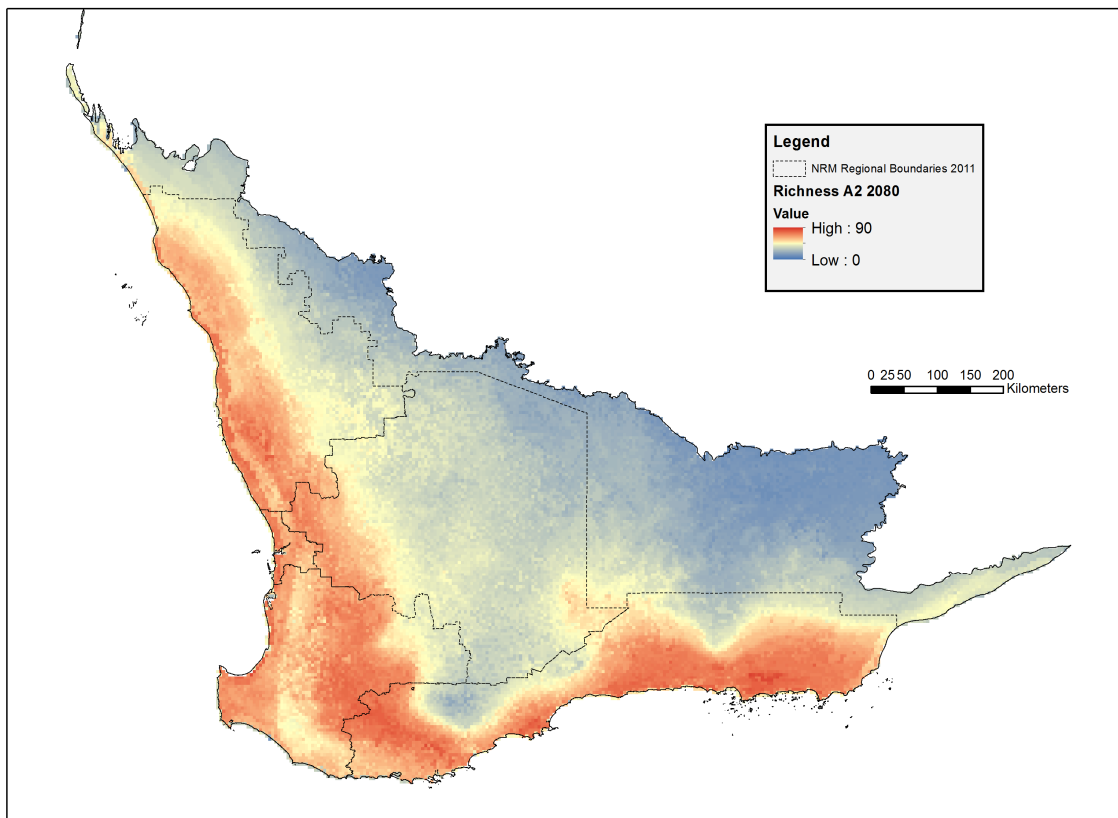 Legend
NRM Regional Boundaries 2011
Richness A2 2080
Value
High : 90
Low : 0
0 25 50 100 150 200
Kilometers